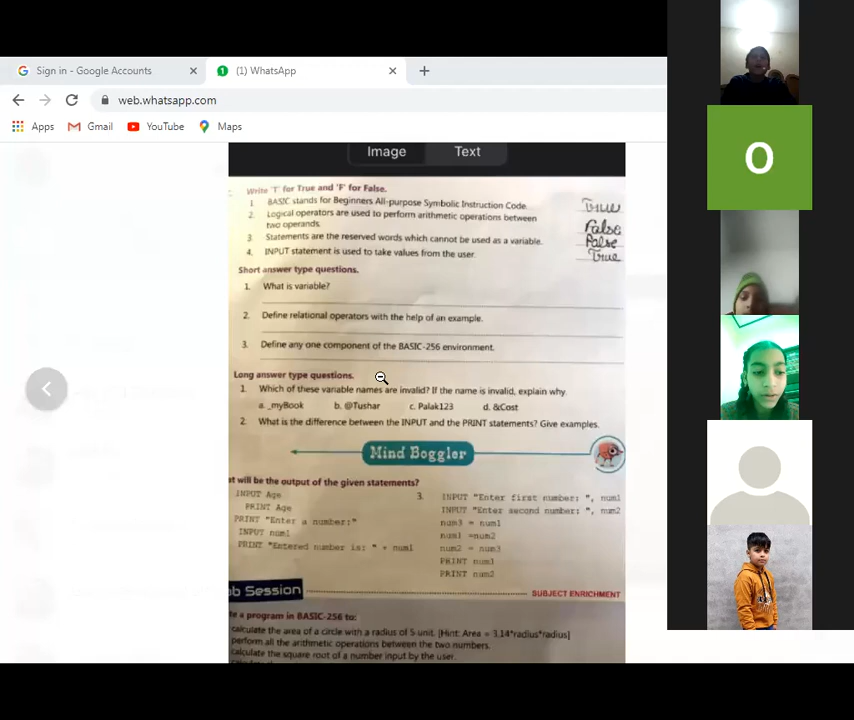 Sign in - Google Accounts
(1) WhatsApp
web.whatsapp.com
Apps
Gmail
YouTube
Maps
Image
Text
Write 'T' for True and 'F' for False.
1. BASIC stands for Beginners All-purpose Symbolic Instruction Code. True
2. Logical operators are used to perform arithmetic operations between
two operands. False
3. Statements are the reserved words which cannot be used as a variable. False
4. INPUT statement is used to take values from the user. True
Short answer type questions.
1. What is variable?
2. Define relational operators with the help of an example.
3. Define any one component of the BASIC-256 environment.
Long answer type questions.
1. Which of these variable names are invalid? If the name is invalid, explain why.
a. _myBook b. @Tushar c. Palak123 d. &Cost
2. What is the difference between the INPUT and the PRINT statements? Give examples.
Mind Boggler
at will be the output of the given statements?
INPUT Age
PRINT Age
PRINT "Enter a number:"
INPUT num1
PRINT "Entered number is: " + num1
3. INPUT "Enter first number: ", num1
INPUT "Enter second number: ", num2
num3 = num1
num1 =num2
num2 = num3
PRINT num1
PRINT num2
ab Session
SUBJECT ENRICHMENT
te a program in BASIC-256 to:
calculate the area of a circle with a radius of 5 unit. [Hint: Area = 3.14*radius*radius]
perform all the arithmetic operations between the two numbers.
calculate the square root of a number input by the user.
O